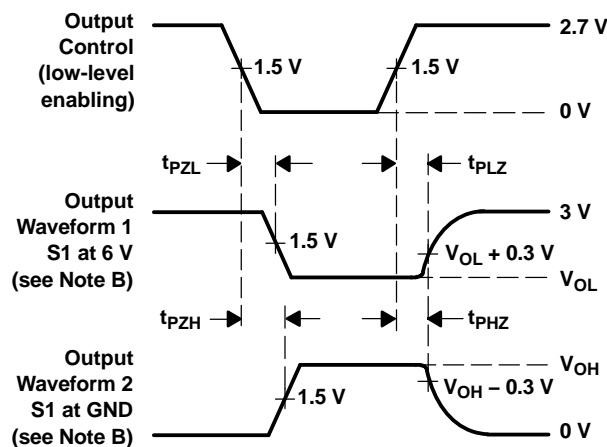 Output
Control
(low-level
enabling)
1.5 V
1.5 V
2.7 V
0 V
tPZL
tPLZ
Output
Waveform 1
S1 at 6 V
(see Note B)
1.5 V
3 V
VOL + 0.3 V
VOL
tPZH
tPHZ
Output
Waveform 2
S1 at GND
(see Note B)
1.5 V
VOH
VOH – 0.3 V
0 V